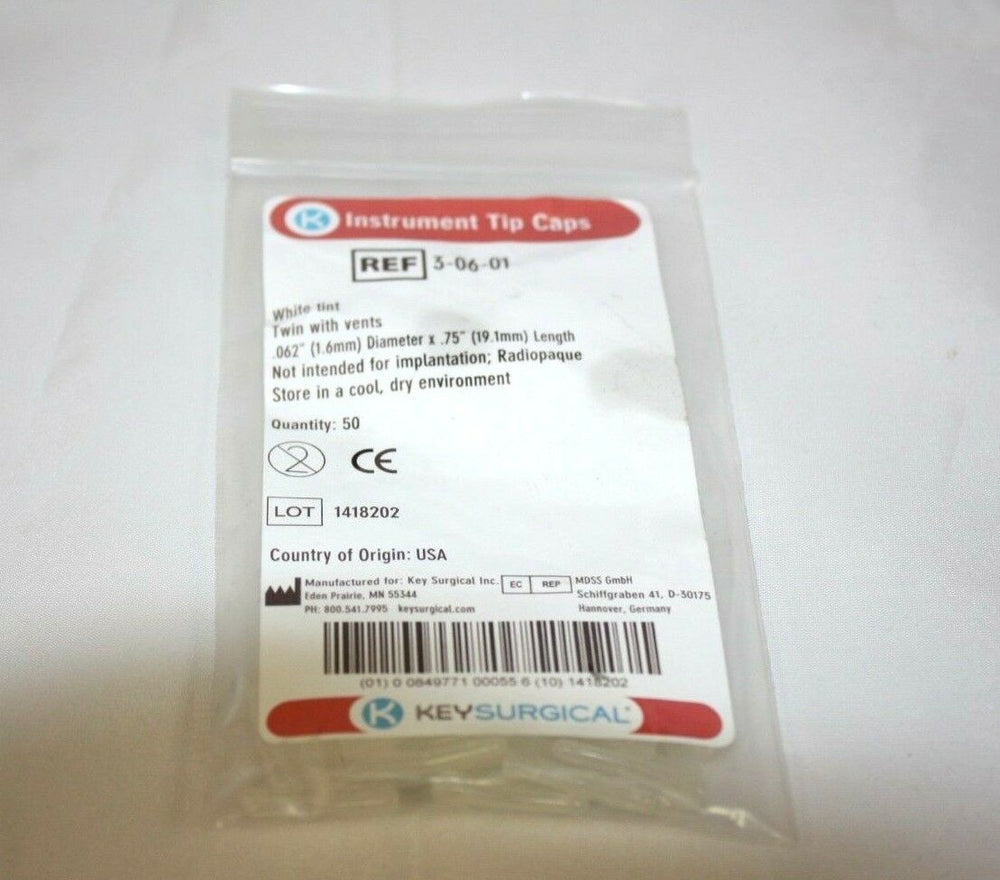 K Instrument Tip Caps
REF 3-06-01
White tint
Twin with vents
.062" (1.6mm) Diameter x .75" (19.1mm) Length
Not intended for implantation; Radiopaque
Store in a cool, dry environment
Quantity: 50
2 CE
LOT 1418202
Country of Origin: USA
Manufactured for: Key Surgical Inc.
Eden Prairie, MN 55344
PH: 800.541.7995 keysurgical.com
EC REP
MDSS GmbH
Schiffgraben 41, D-30175
Hannover, Germany
(01) 0 0849771 00055 6 (10) 1418202
K KEYSURGICAL